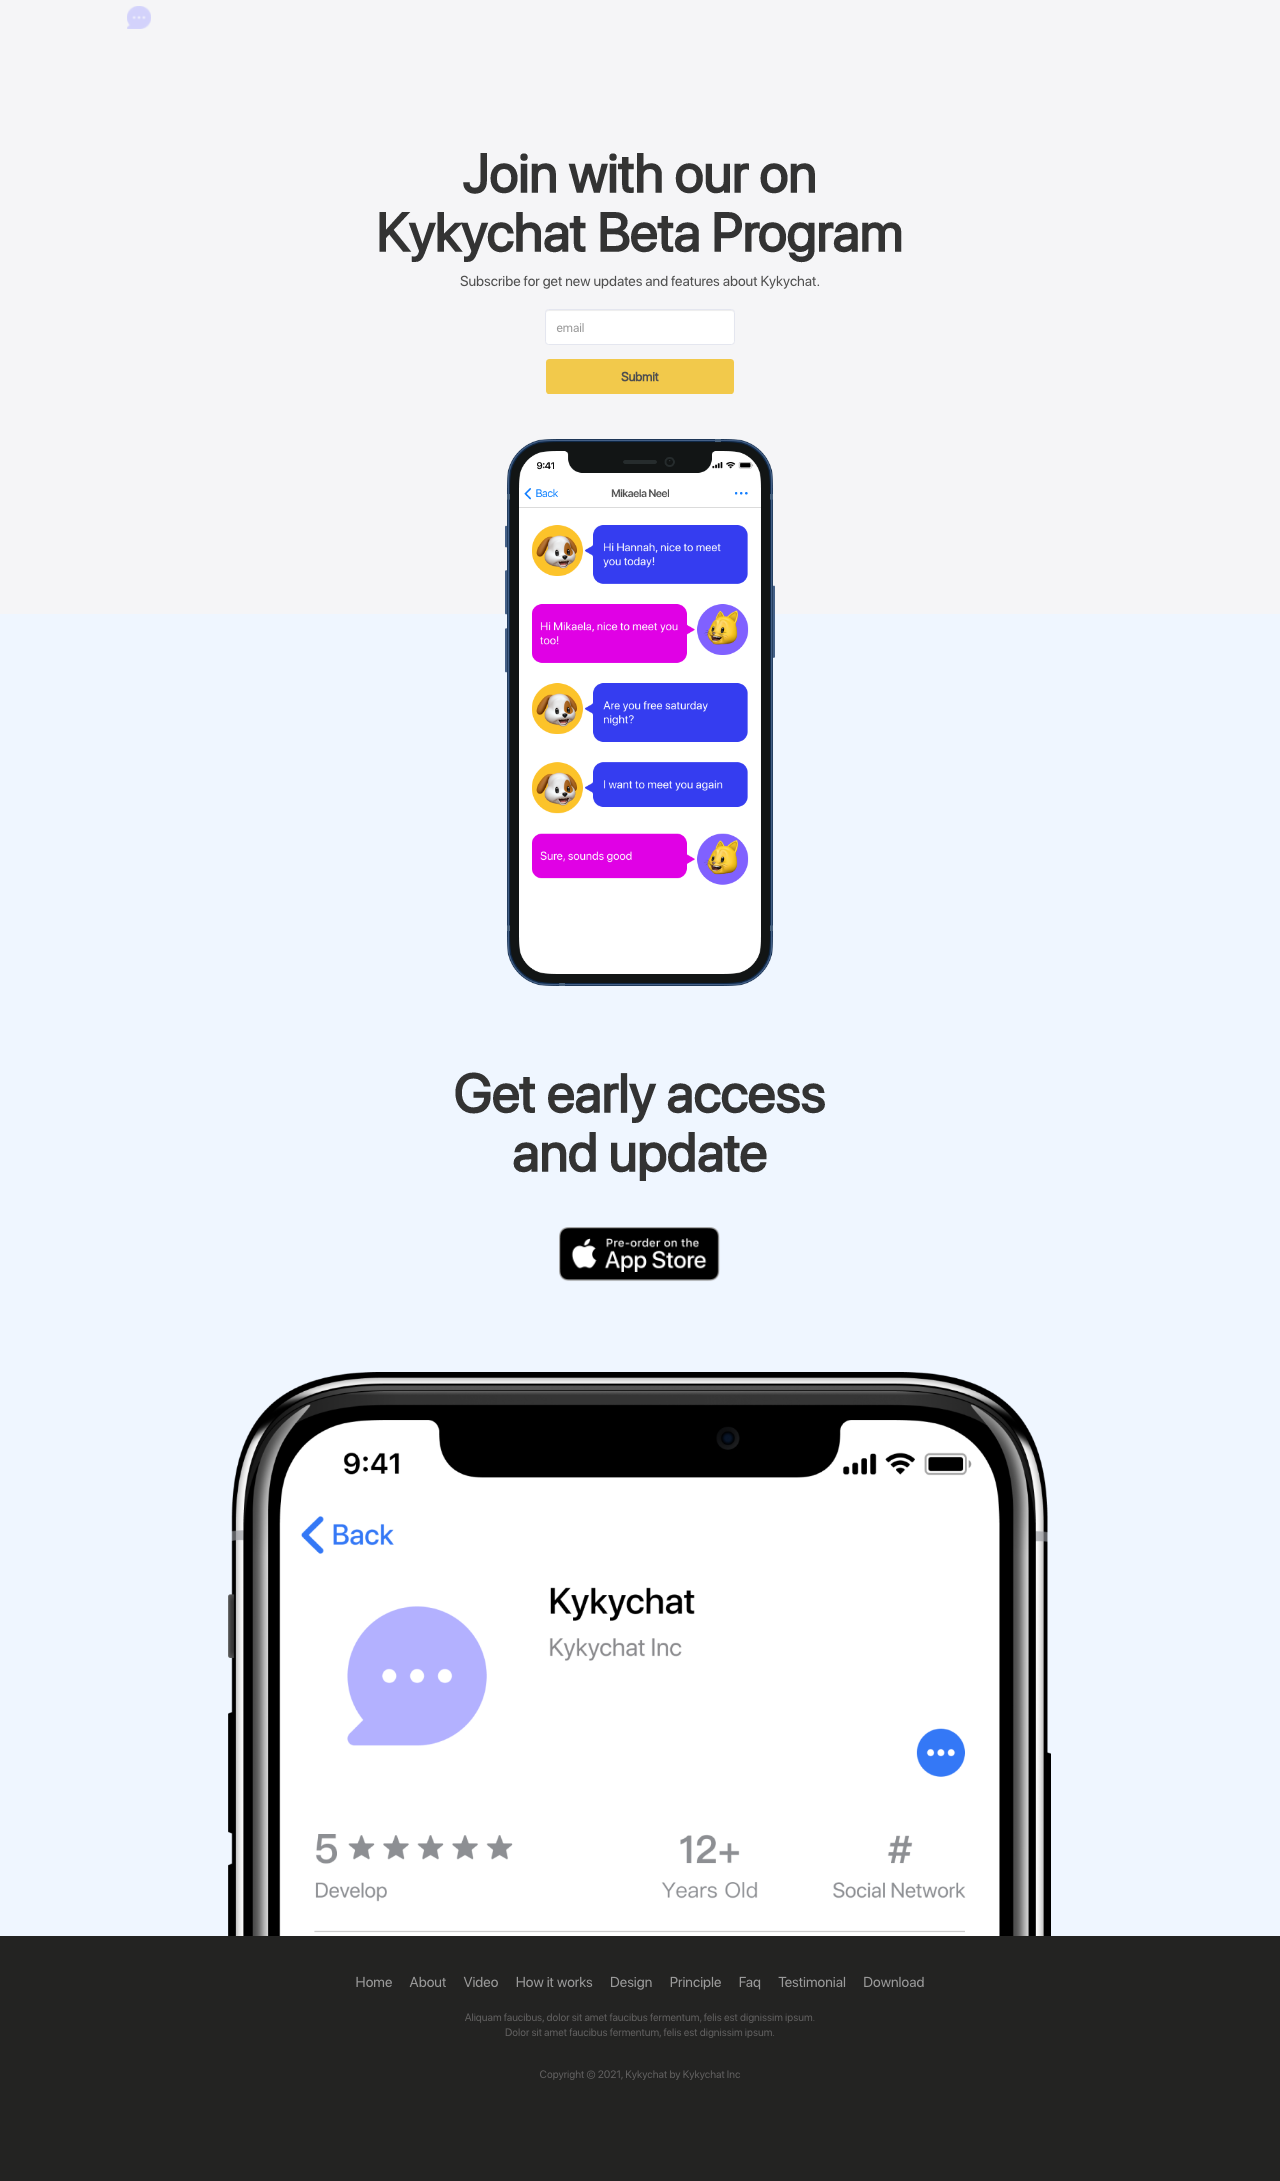 Join with our on
Kykychat Beta Program
Subscribe for get new updates and features about Kykychat.
email
Submit
9:41
Back
Mikaela Neel
Hi Hannah, nice to meet
you today!
Hi Mikaela, nice to meet you
too!
Are you free saturday
night?
I want to meet you again
Sure, sounds good
Get early access
and update
Pre-order on the
App Store
9:41
Back
Kykychat
Kykychat Inc
5 ★★★★★
12+
#
Develop
Years Old
Social Network
Home About Video How it works Design Principle Faq Testimonial Download
Aliquam faucibus, dolor sit amet faucibus fermentum, felis est dignissim ipsum.
Dolor sit amet faucibus fermentum, felis est dignissim ipsum.
Copyright © 2021, Kykychat by Kykychat Inc